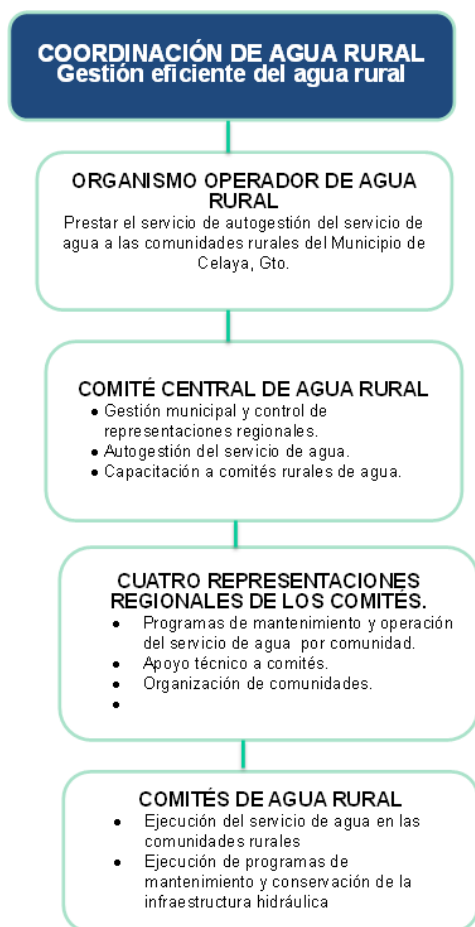 COORDINACIÓN DE AGUA RURAL
Gestión eficiente del agua rural
ORGANISMO OPERADOR DE AGUA
RURAL
Prestar el servicio de autogestión del servicio de
agua a las comunidades rurales del Municipio de
Celaya, Gto.
COMITÉ CENTRAL DE AGUA RURAL
• Gestión municipal y control de
representaciones regionales.
• Autogestión del servicio de agua.
• Capacitación a comités rurales de agua.
CUATRO REPRESENTACIONES
REGIONALES DE LOS COMITÉS.
• Programas de mantenimiento y operación
del servicio de agua por comunidad.
• Apoyo técnico a comités.
• Organización de comunidades.
•
COMITÉS DE AGUA RURAL
• Ejecución del servicio de agua en las
comunidades rurales
• Ejecución de programas de
mantenimiento y conservación de la
infraestructura hidráulica